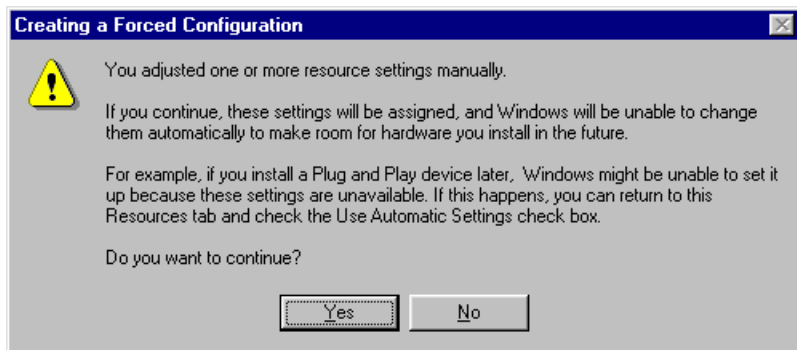 Creating a Forced Configuration
You adjusted one or more resource settings manually.
If you continue, these settings will be assigned, and Windows will be unable to change
them automatically to make room for hardware you install in the future.
For example, if you install a Plug and Play device later,  Windows might be unable to set it
up because these settings are unavailable. If this happens, you can return to this
Resources tab and check the Use Automatic Settings check box.
Do you want to continue?
Yes No